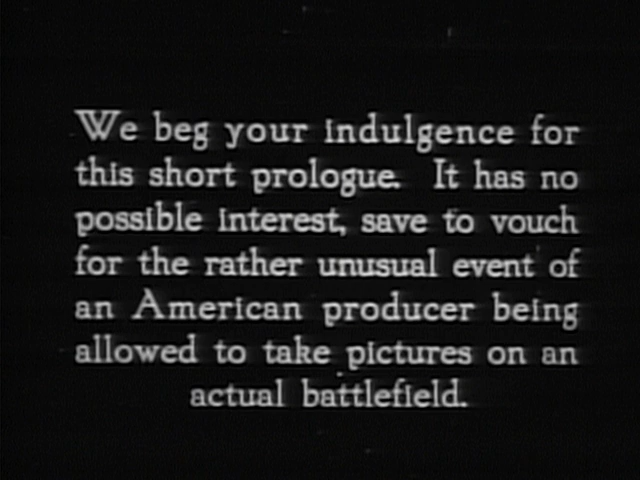 We beg your indulgence for
this short prologue. It has no
possible interest, save to vouch
for the rather unusual event of
an American producer being
allowed to take pictures on an
actual battlefield.